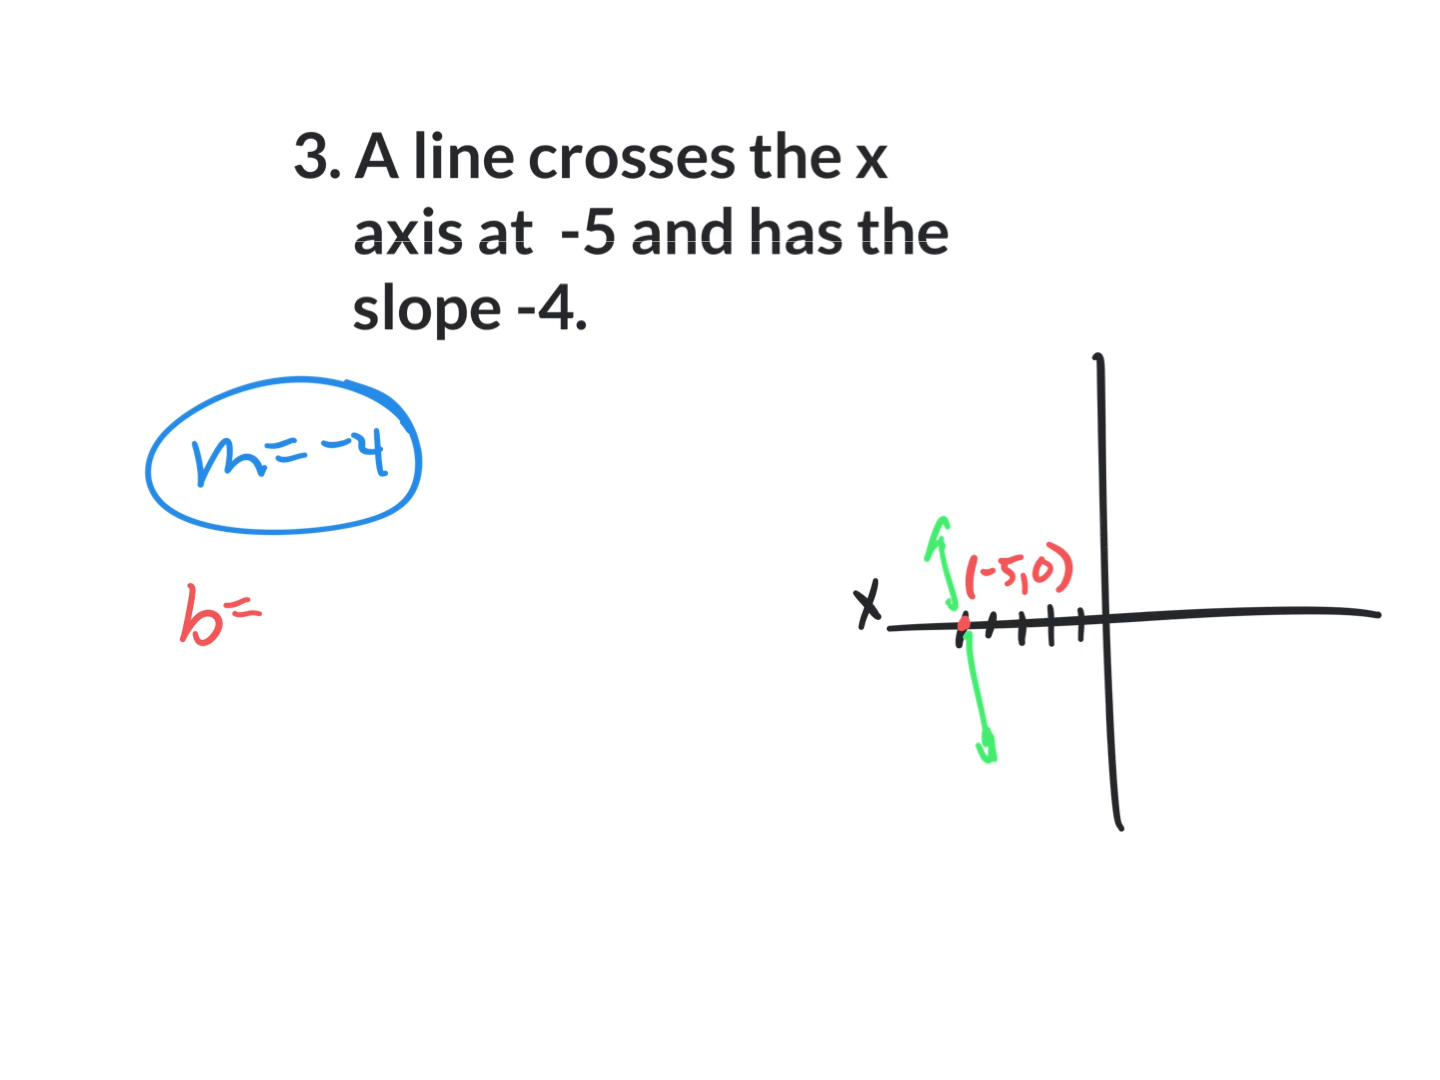 3. A line crosses the x
axis at -5 and has the
slope -4.
m=-4
(-5,0)
X
b=